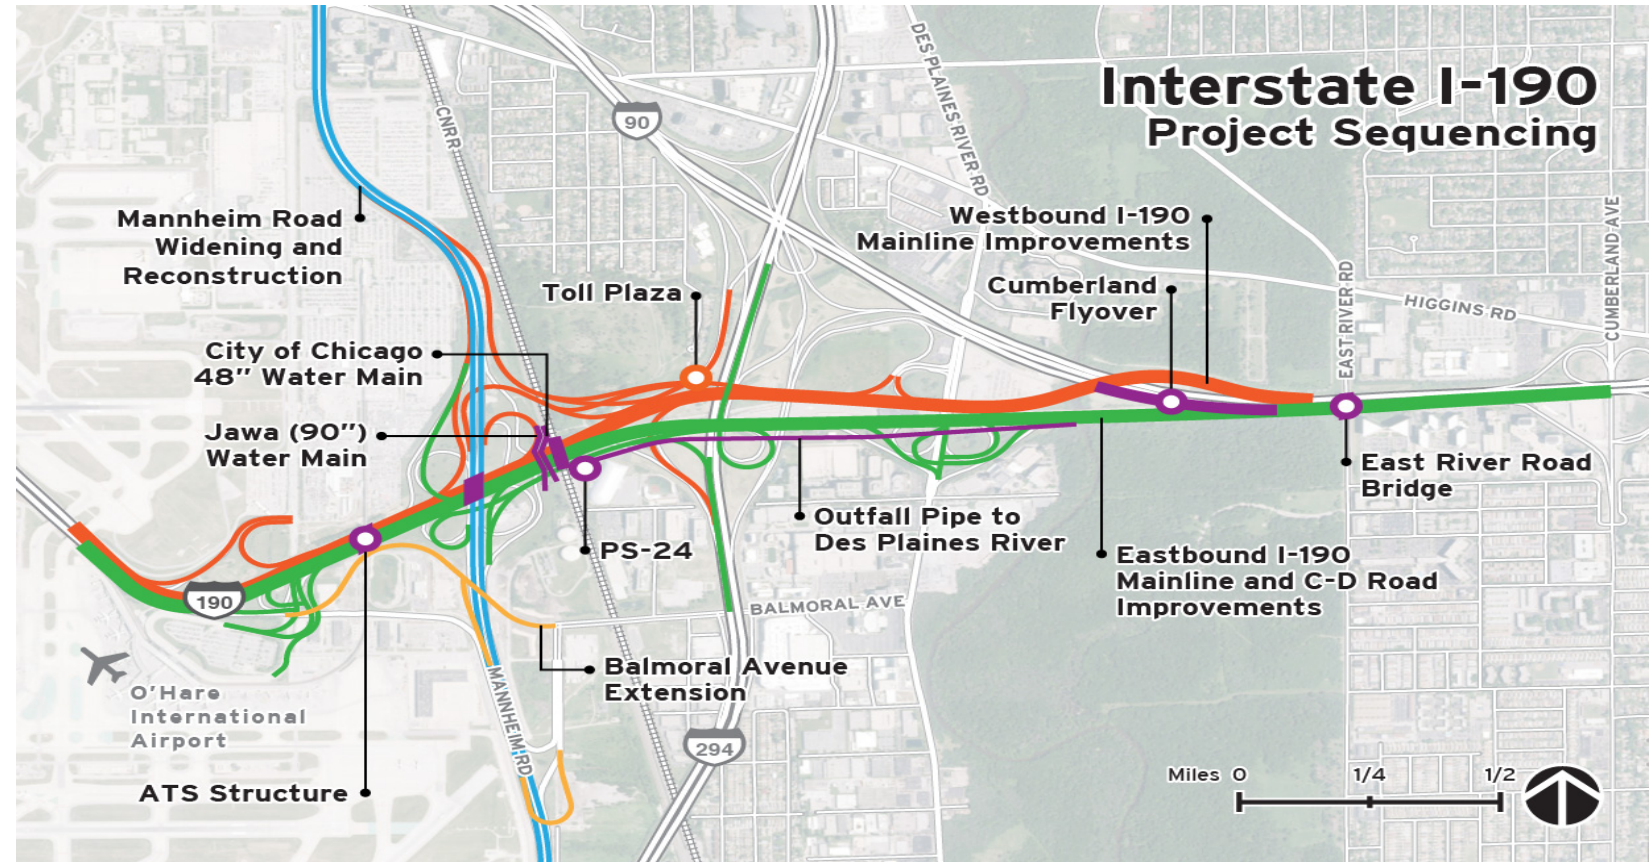 Interstate I-190
Project Sequencing
DES PLAINES RIVER RD
CNRR
90
Mannheim Road
Widening and
Reconstruction
Westbound I-190
Mainline Improvements
CUMBERLAND AVE
Toll Plaza
Cumberland
Flyover
EAST RIVER RD
HIGGINS RD
City of Chicago
48" Water Main
Jawa (90")
Water Main
East River Road
Bridge
Outfall Pipe to
Des Plaines River
PS-24
Eastbound I-190
Mainline and C-D Road
Improvements
190
BALMORAL AVE
Balmoral Avenue
Extension
O'Hare
International
Airport
MANNHEIM RD
294
ATS Structure
Miles 0 1/4 1/2